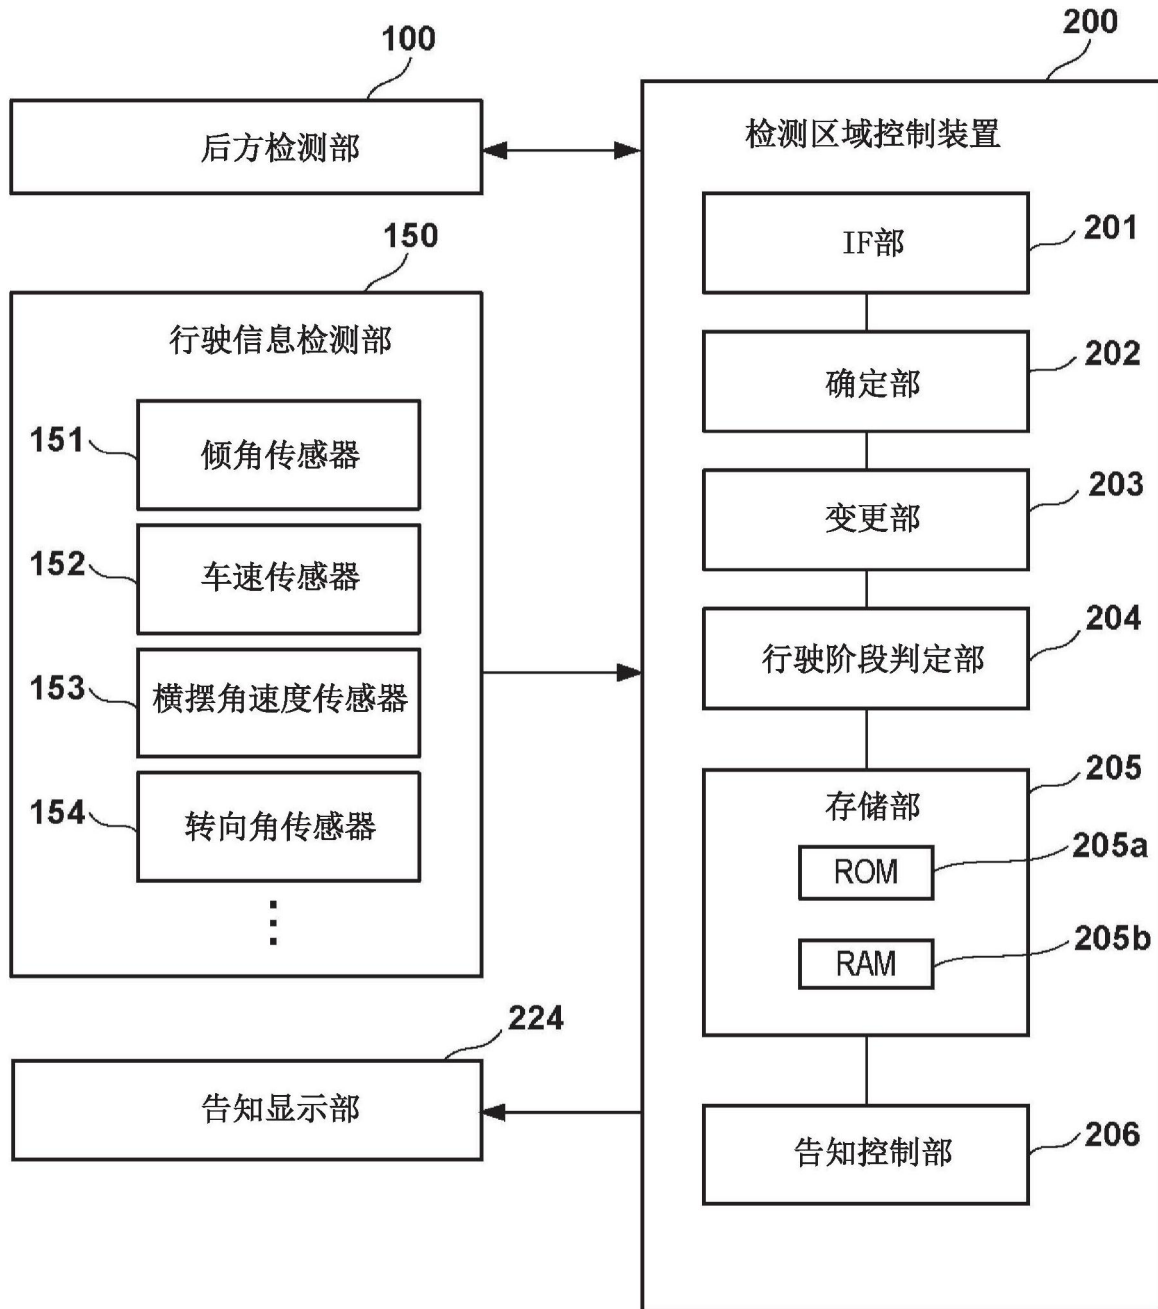 100
后方检测部
150
行驶信息检测部
151
倾角传感器
152
车速传感器
153
横摆角速度传感器
154
转向角传感器
224
告知显示部
200
检测区域控制装置
IF部
201
确定部
202
变更部
203
行驶阶段判定部
204
存储部
205
ROM
205a
RAM
205b
告知控制部
206